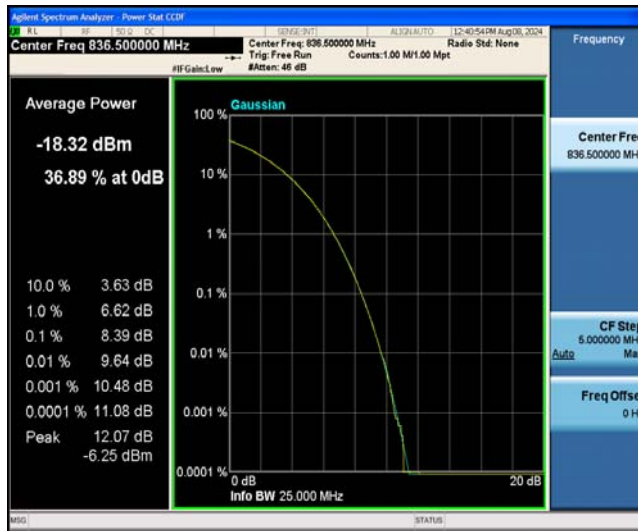 Agilent Spectrum Analyzer - Power Stat CCDF
RL RF 50 Ω DC SENSE:INT ALIGN AUTO 12:40:54 PM Aug 08, 2024
Center Freq 836.500000 MHz
Center Freq: 836.500000 MHz Radio Std: None
Trig: Free Run Counts:1.00 M/1.00 Mpt
#IFGain:Low #Atten: 46 dB
Frequency
Average Power
-18.32 dBm
36.89 % at 0dB
10.0 % 3.63 dB
1.0 % 6.62 dB
0.1 % 8.39 dB
0.01 % 9.64 dB
0.001 % 10.48 dB
0.0001 % 11.08 dB
Peak 12.07 dB
-6.25 dBm
Gaussian
100 %
10 %
1 %
0.1 %
0.01 %
0.001 %
0.0001 %
0 dB 20 dB
Info BW 25.000 MHz
Center Fre
836.500000 MH
CF Step
5.000000 MH
Auto Ma
Freq Offse
0 H
MSG STATUS